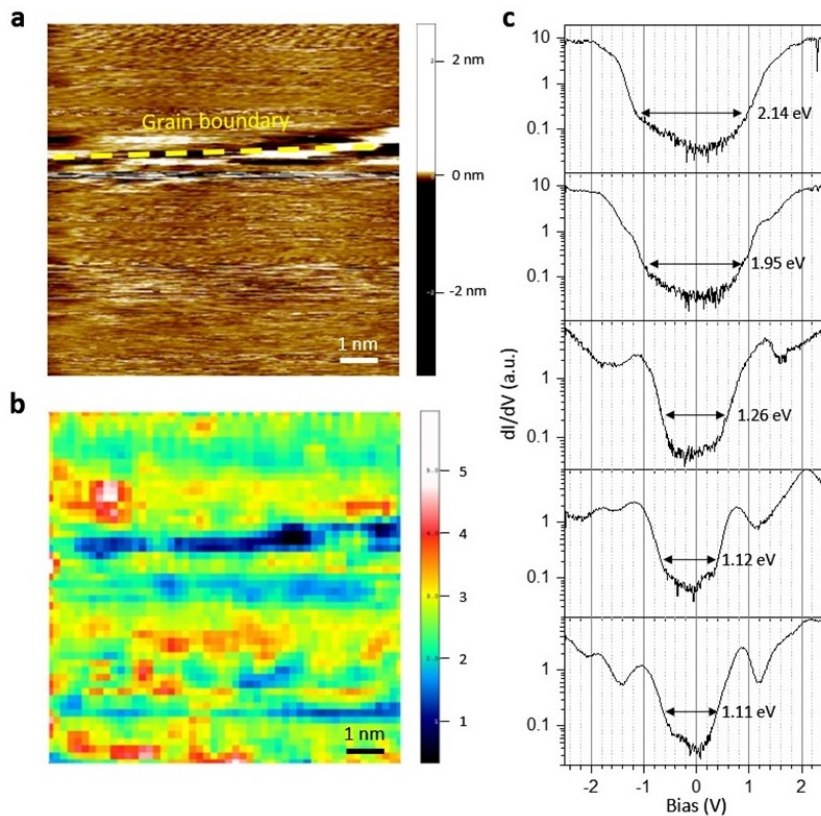 a
Grain boundary
2 nm
0 nm
-2 nm
1 nm
b
5
4
3
2
1
1 nm
c
dI/dV (a.u.)
10
1
0.1
2.14 eV
10
1
0.1
1.95 eV
1
0.1
1.26 eV
1
0.1
1.12 eV
1
0.1
1.11 eV
-2 -1 0 1 2
Bias (V)